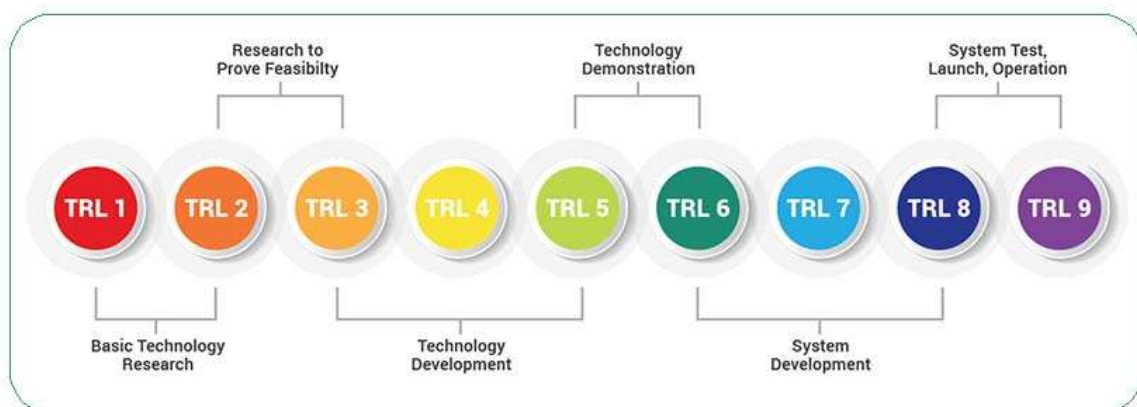 Research to
Prove Feasibilty
Technology
Demonstration
System Test,
Launch, Operation
TRL 1
TRL 2
TRL 3
TRL 4
TRL 5
TRL 6
TRL 7
TRL 8
TRL 9
Basic Technology
Research
Technology
Development
System
Development